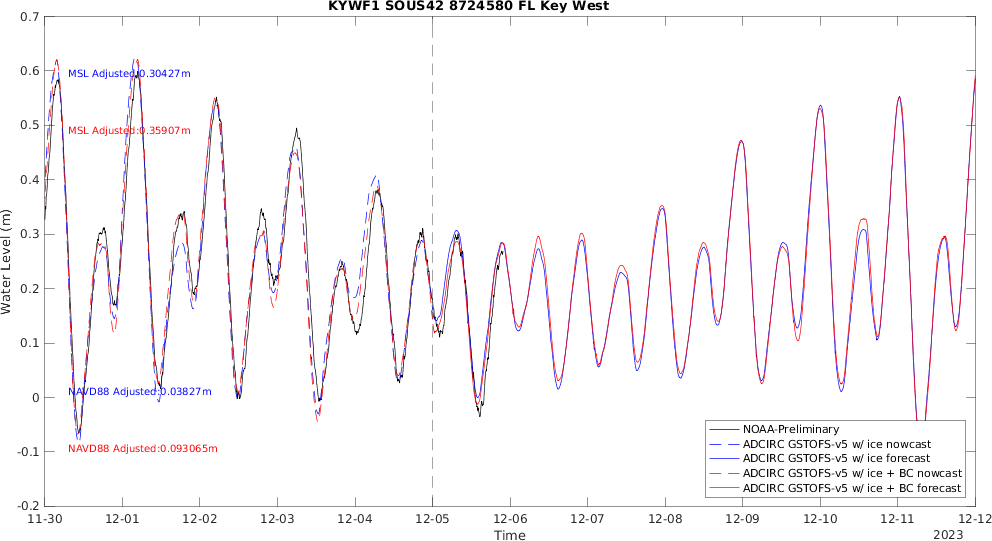 KYWF1 SOUS42 8724580 FL Key West
0.7
0.6
0.5
0.4
0.3
0.2
0.1
0
-0.1
-0.2
Water Level (m)
MSL Adjusted:0.30427m
MSL Adjusted:0.35907m
NAVD88 Adjusted:0.03827m
NAVD88 Adjusted:0.093065m
NOAA-Preliminary
ADCIRC GSTOFS-v5 w/ ice nowcast
ADCIRC GSTOFS-v5 w/ ice forecast
ADCIRC GSTOFS-v5 w/ ice + BC nowcast
ADCIRC GSTOFS-v5 w/ ice + BC forecast
11-30 12-01 12-02 12-03 12-04 12-05 12-06 12-07 12-08 12-09 12-10 12-11 12-12
Time
2023